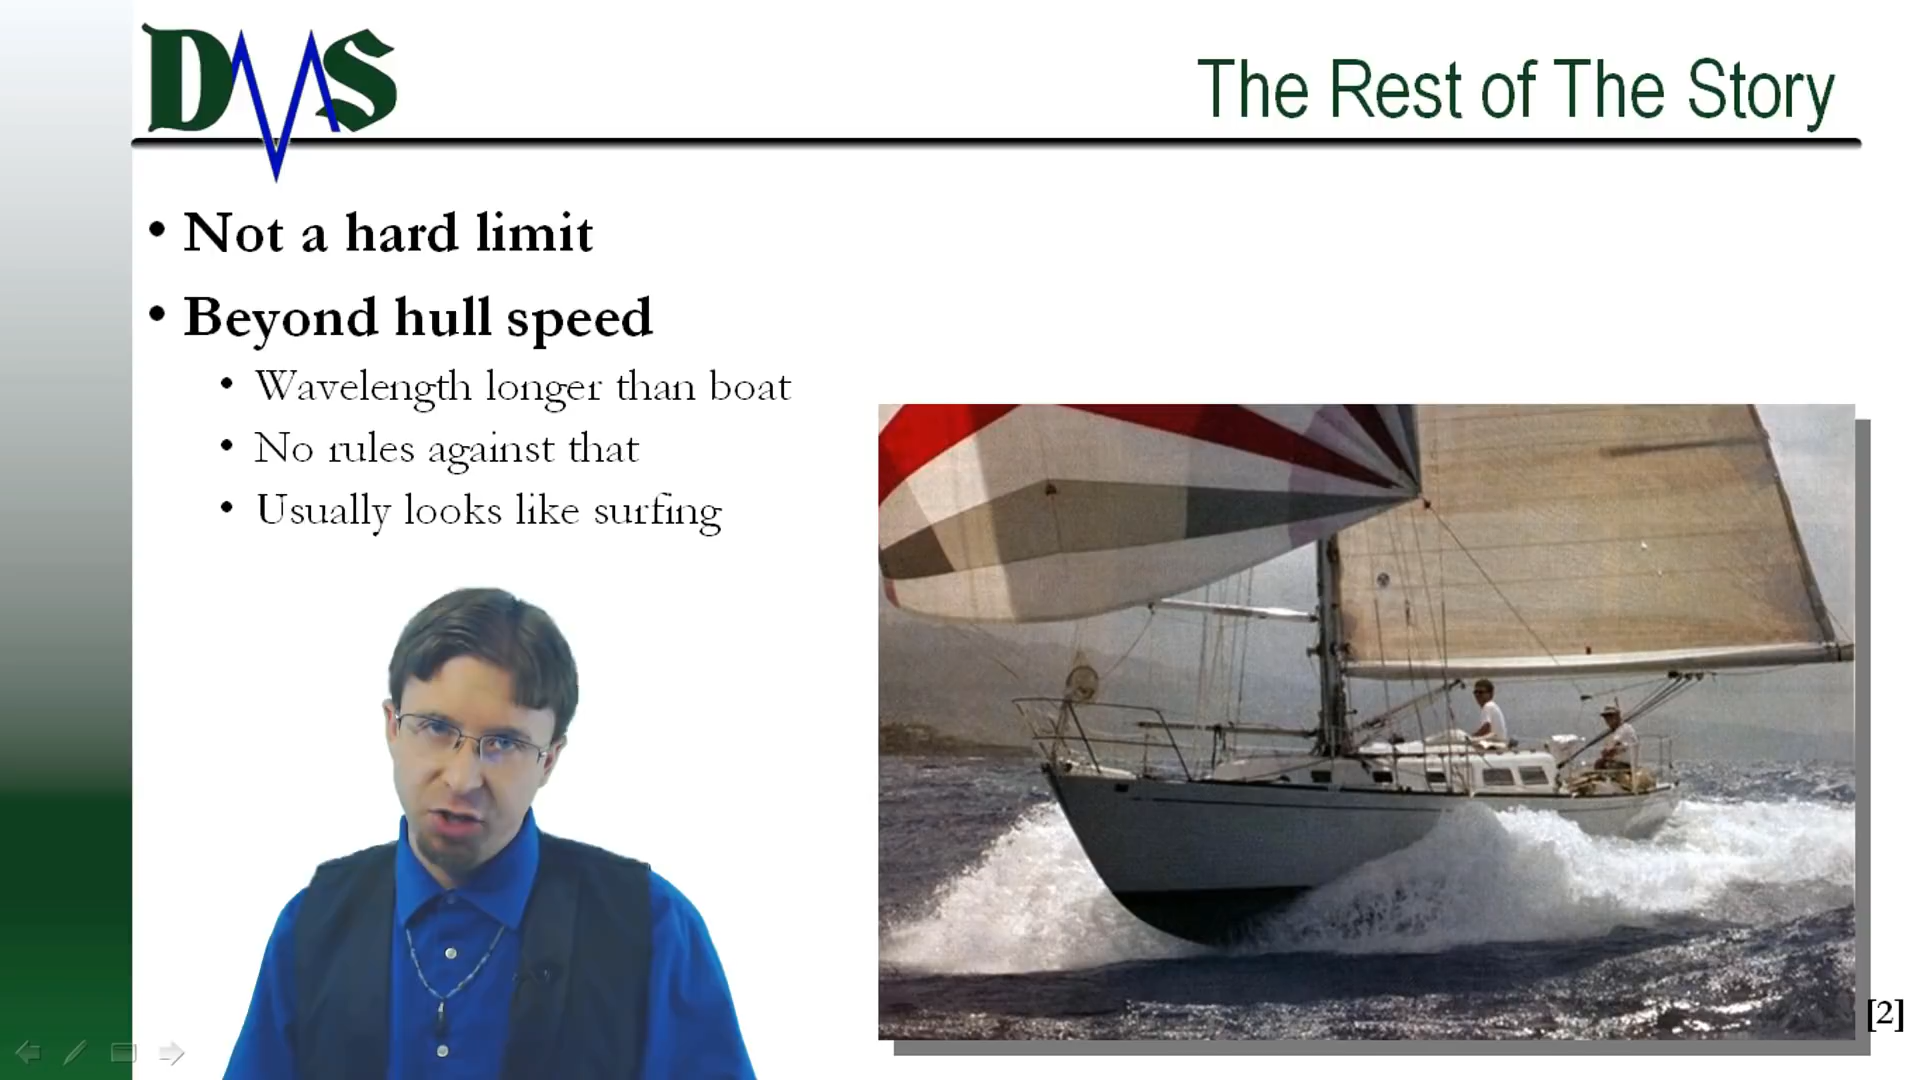 DMS
The Rest of The Story
• Not a hard limit
• Beyond hull speed
• Wavelength longer than boat
• No rules against that
• Usually looks like surfing
[2]